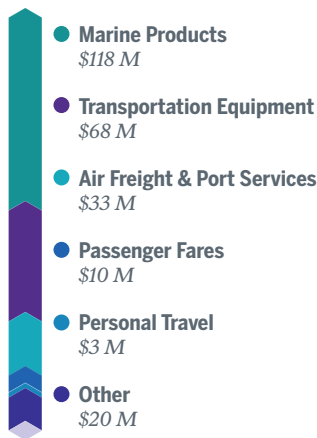 Marine Products
$118 M
Transportation Equipment
$68 M
Air Freight & Port Services
$33 M
Passenger Fares
$10 M
Personal Travel
$3 M
Other
$20 M